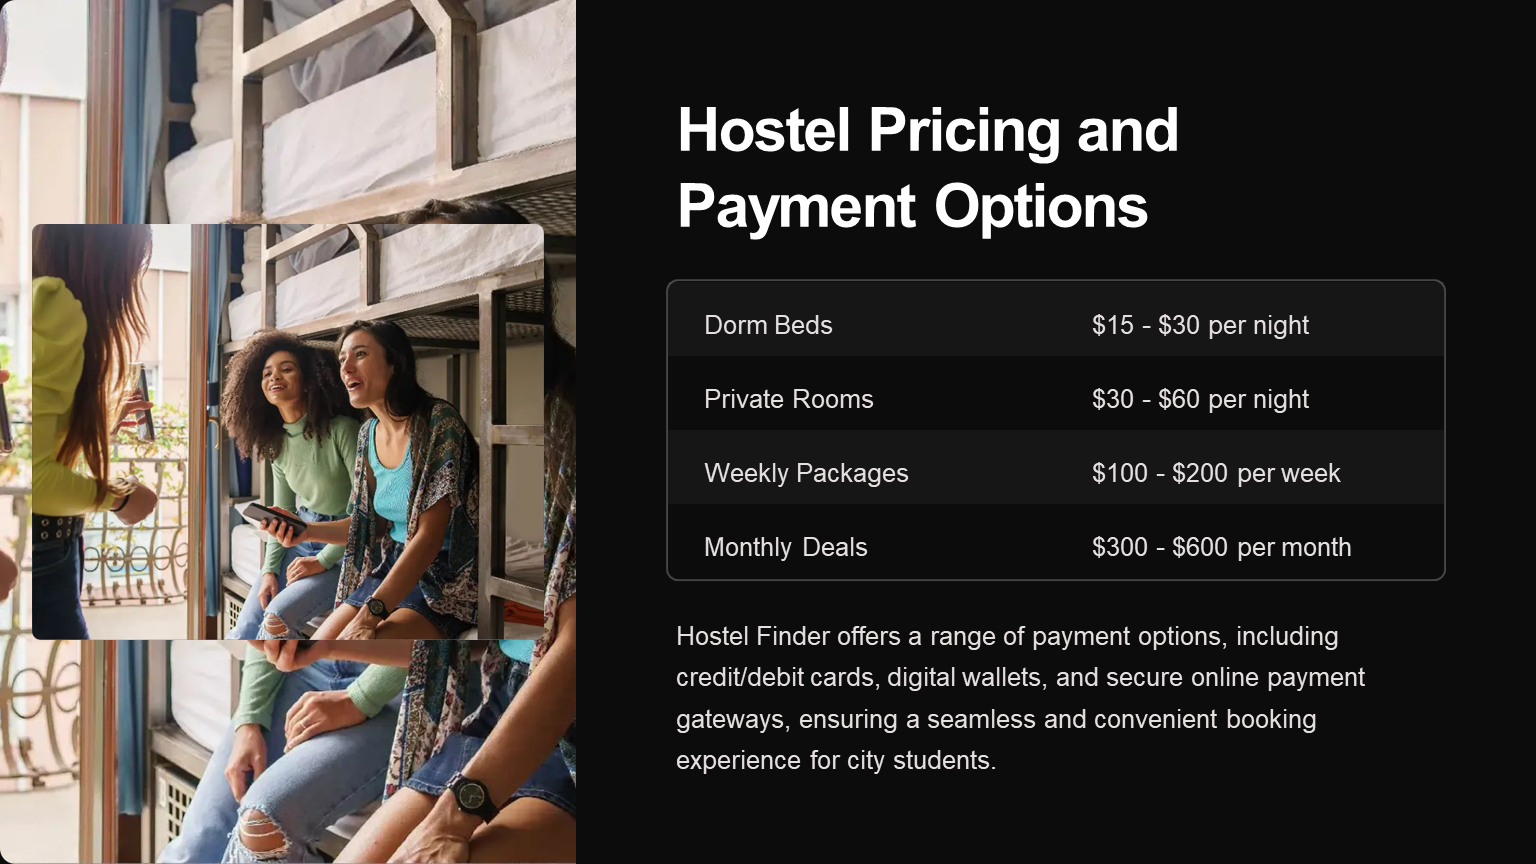 Hostel Pricing and
Payment Options
Dorm Beds $15 - $30 per night
Private Rooms $30 - $60 per night
Weekly Packages $100 - $200 per week
Monthly Deals $300 - $600 per month
Hostel Finder offers a range of payment options, including
credit/debit cards, digital wallets, and secure online payment
gateways, ensuring a seamless and convenient booking
experience for city students.